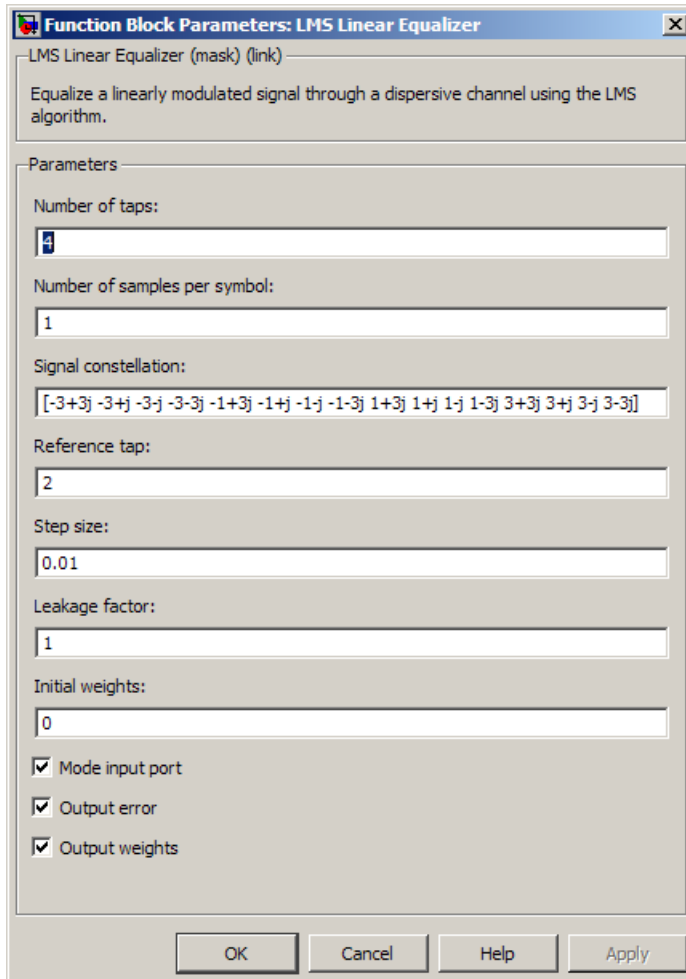 Function Block Parameters: LMS Linear Equalizer
LMS Linear Equalizer (mask) (link)
Equalize a linearly modulated signal through a dispersive channel using the LMS
algorithm.
Parameters
Number of taps:
4
Number of samples per symbol:
1
Signal constellation:
[-3+3j -3+j -3-j -3-3j -1+3j -1+j -1-j -1-3j 1+3j 1+j 1-j 1-3j 3+3j 3+j 3-j 3-3j]
Reference tap:
2
Step size:
0.01
Leakage factor:
1
Initial weights:
0
Mode input port
Output error
Output weights
OK Cancel Help Apply